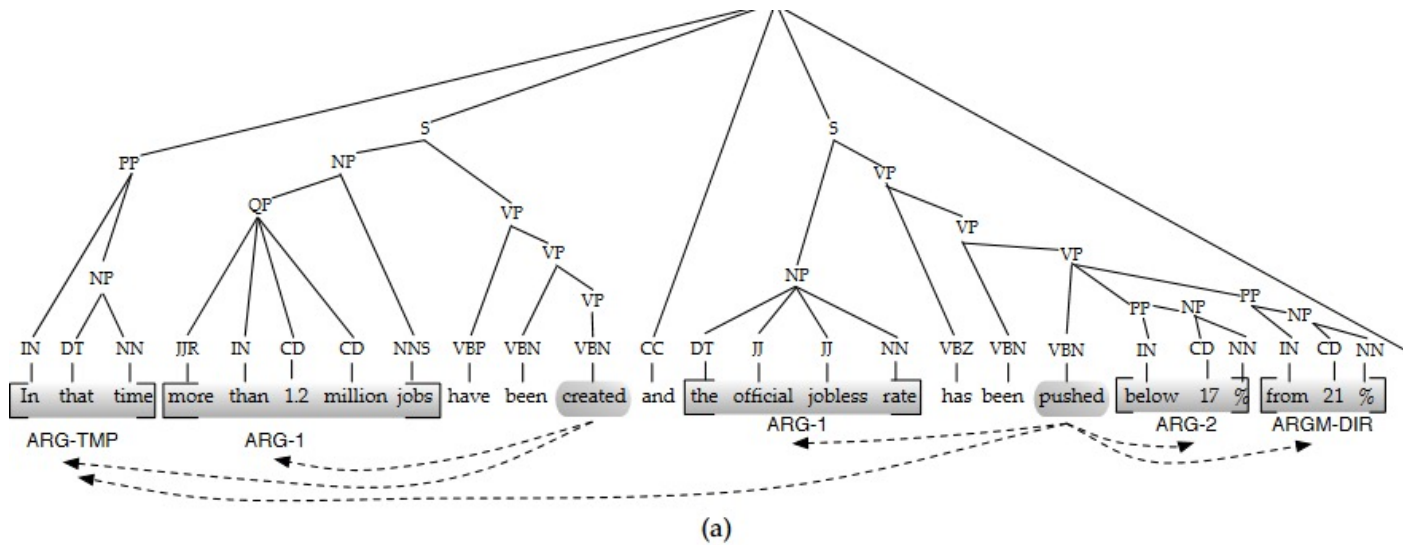 S S
PP NP VP
QP VP VP
VP VP
NP VP NP PP PP NP NP
IN DT NN JJR IN CD CD NNS VBP VBN VBN CC DT JJ JJ NN VBZ VBN VBN IN CD NN IN CD NN
In that time more than 1.2 million jobs have been created and the official jobless rate has been pushed below 17 % from 21 %
ARG-TMP ARG-1 ARG-1 ARG-2 ARGM-DIR
(a)